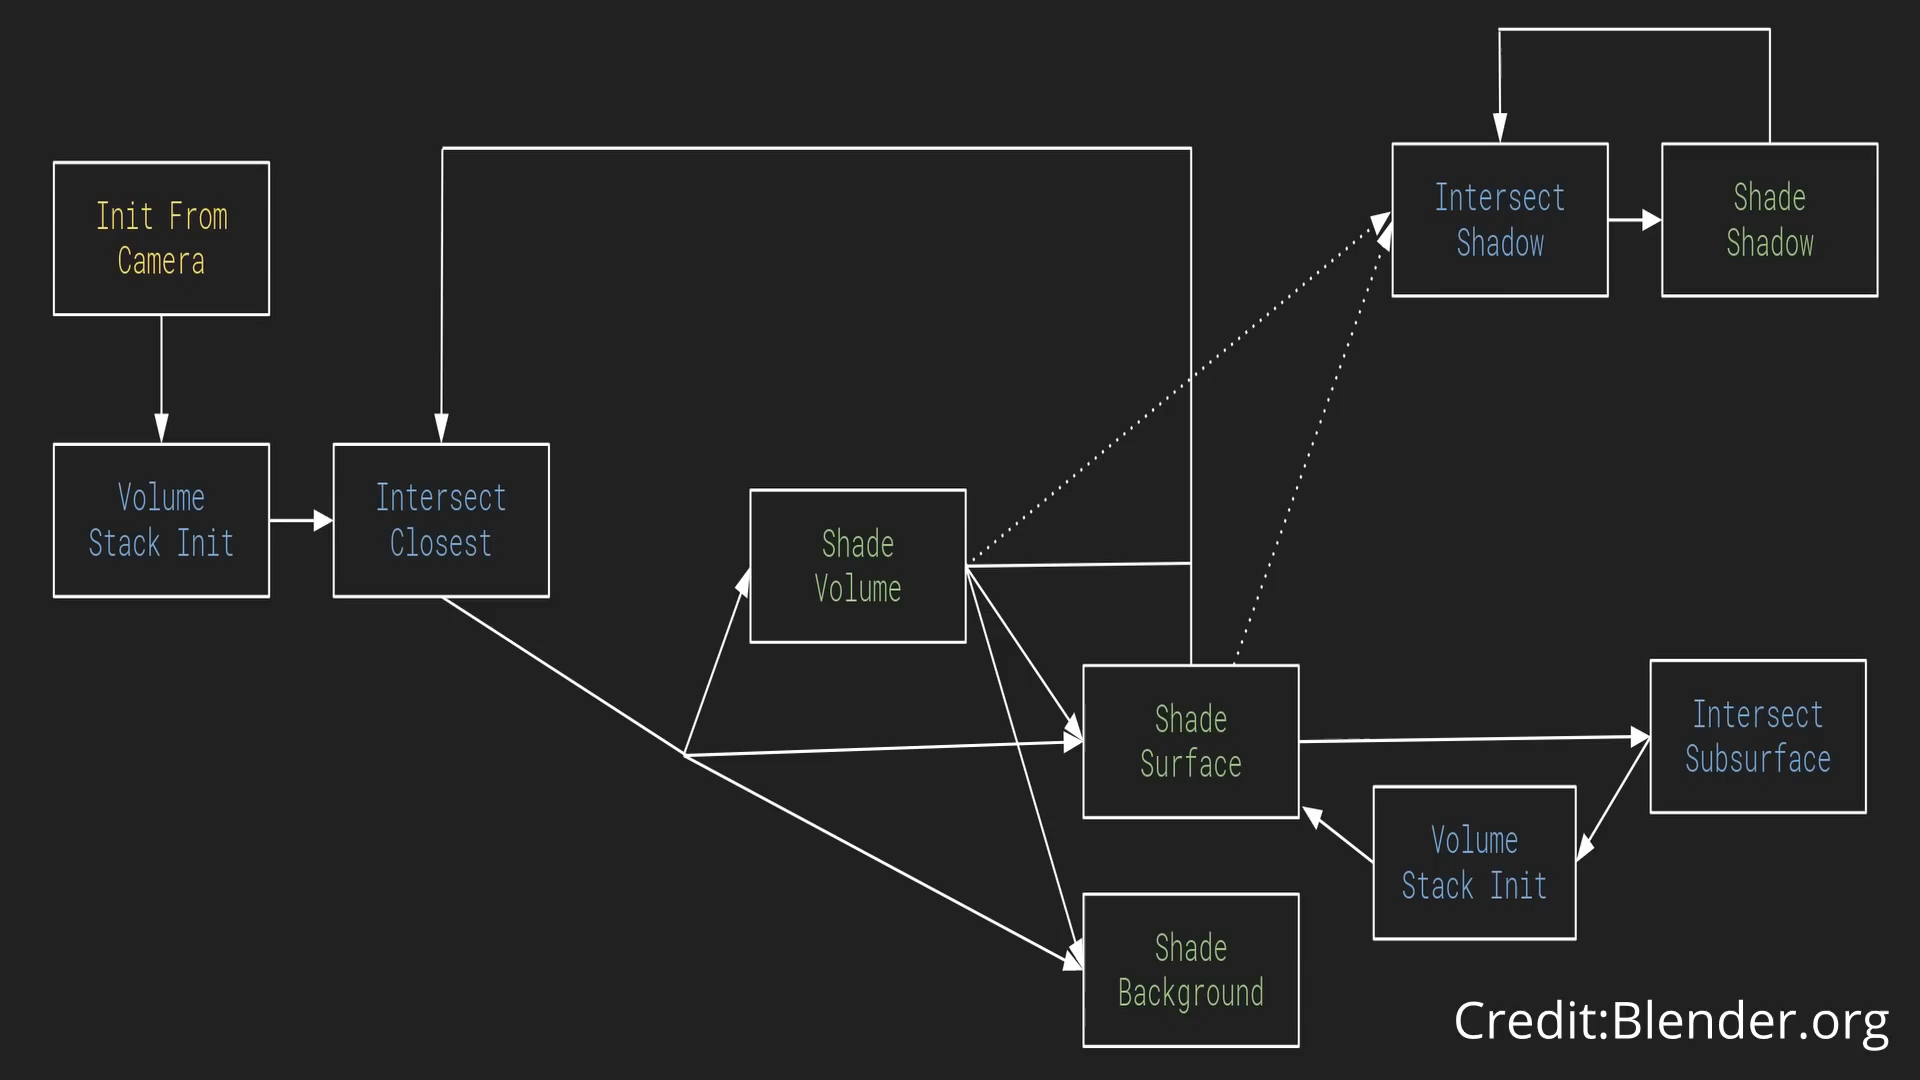 Init From
Camera
Volume
Stack Init
Intersect
Closest
Shade
Volume
Shade
Surface
Shade
Background
Intersect
Shadow
Shade
Shadow
Intersect
Subsurface
Volume
Stack Init
Credit:Blender.org